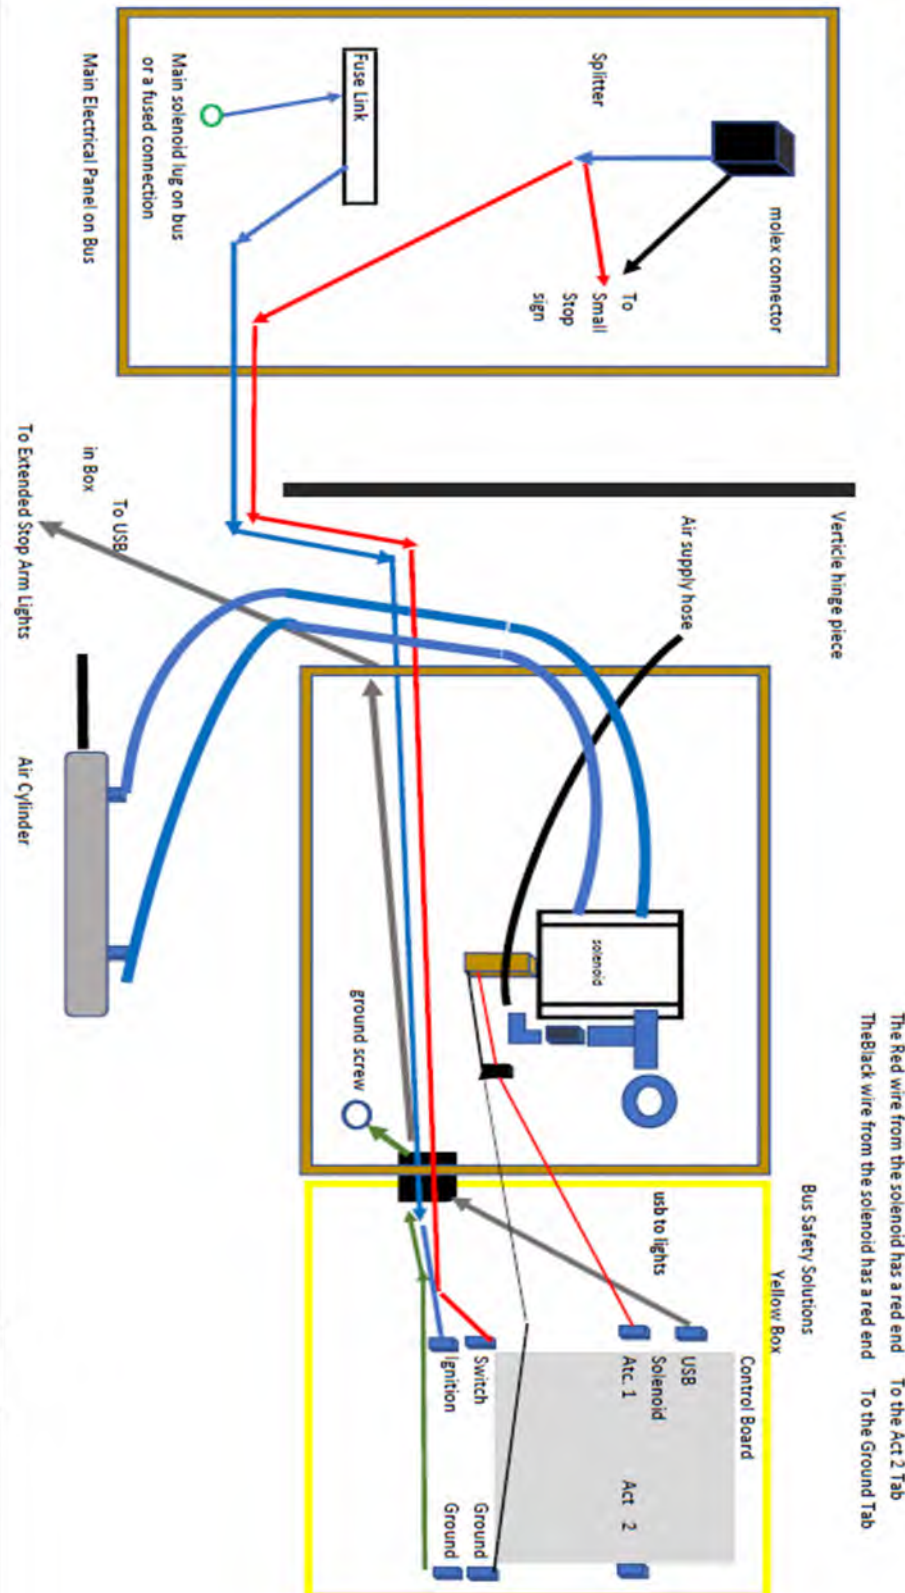 The Red wire from the solenoid has a red end To the Act 2 Tab
TheBlack wire from the solenoid has a red end To the Ground Tab
Verticle hinge piece
Bus Safety Solutions
Yellow Box
molex connector
Air supply hose
Control Board
USB
Solenoid
Atc. 1
Act 2
usb to lights
Splitter
To
Small
Stop
sign
solenoid
Switch
Ignition
Ground
Ground
Fuse Link
ground screw
Main solenoid lug on bus
or a fused connection
Main Electrical Panel on Bus
To USB
in Box
To Extended Stop Arm Lights
Air Cylinder